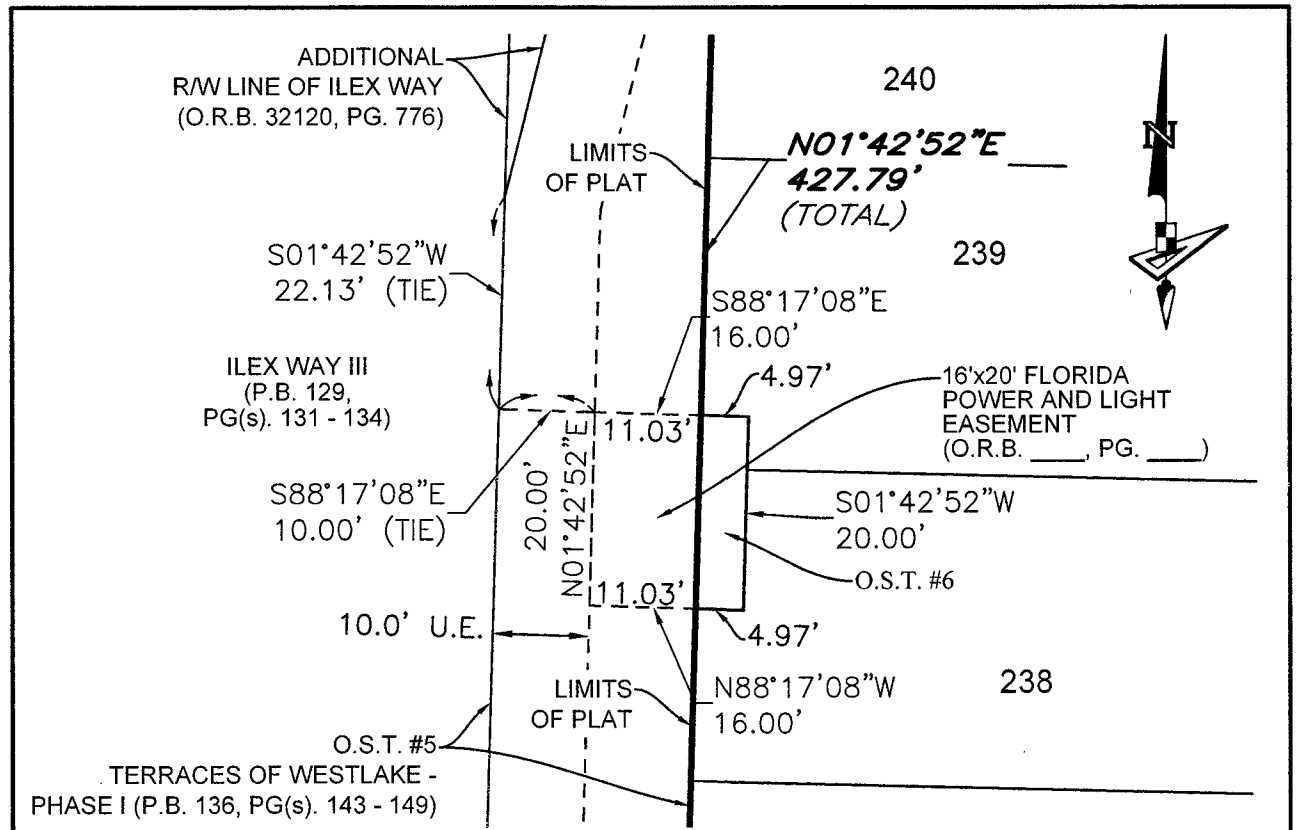 ADDITIONAL
R/W LINE OF ILEX WAY
(O.R.B. 32120, PG. 776)
240
N
LIMITS
OF PLAT
N01°42'52"E ____
427.79'
(TOTAL)
S01°42'52"W
22.13' (TIE)
239
S88°17'08"E
16.00'
ILEX WAY III
(P.B. 129,
PG(s). 131 - 134)
4.97'
16'x20' FLORIDA
POWER AND LIGHT
EASEMENT
(O.R.B. ____, PG. ____)
11.03'
S88°17'08"E
10.00' (TIE)
20.00'
N01°42'52"E
S01°42'52"W
20.00'
O.S.T. #6
11.03'
10.0' U.E.
4.97'
LIMITS
OF PLAT
N88°17'08"W
16.00'
238
O.S.T. #5
TERRACES OF WESTLAKE -
PHASE I (P.B. 136, PG(s). 143 - 149)